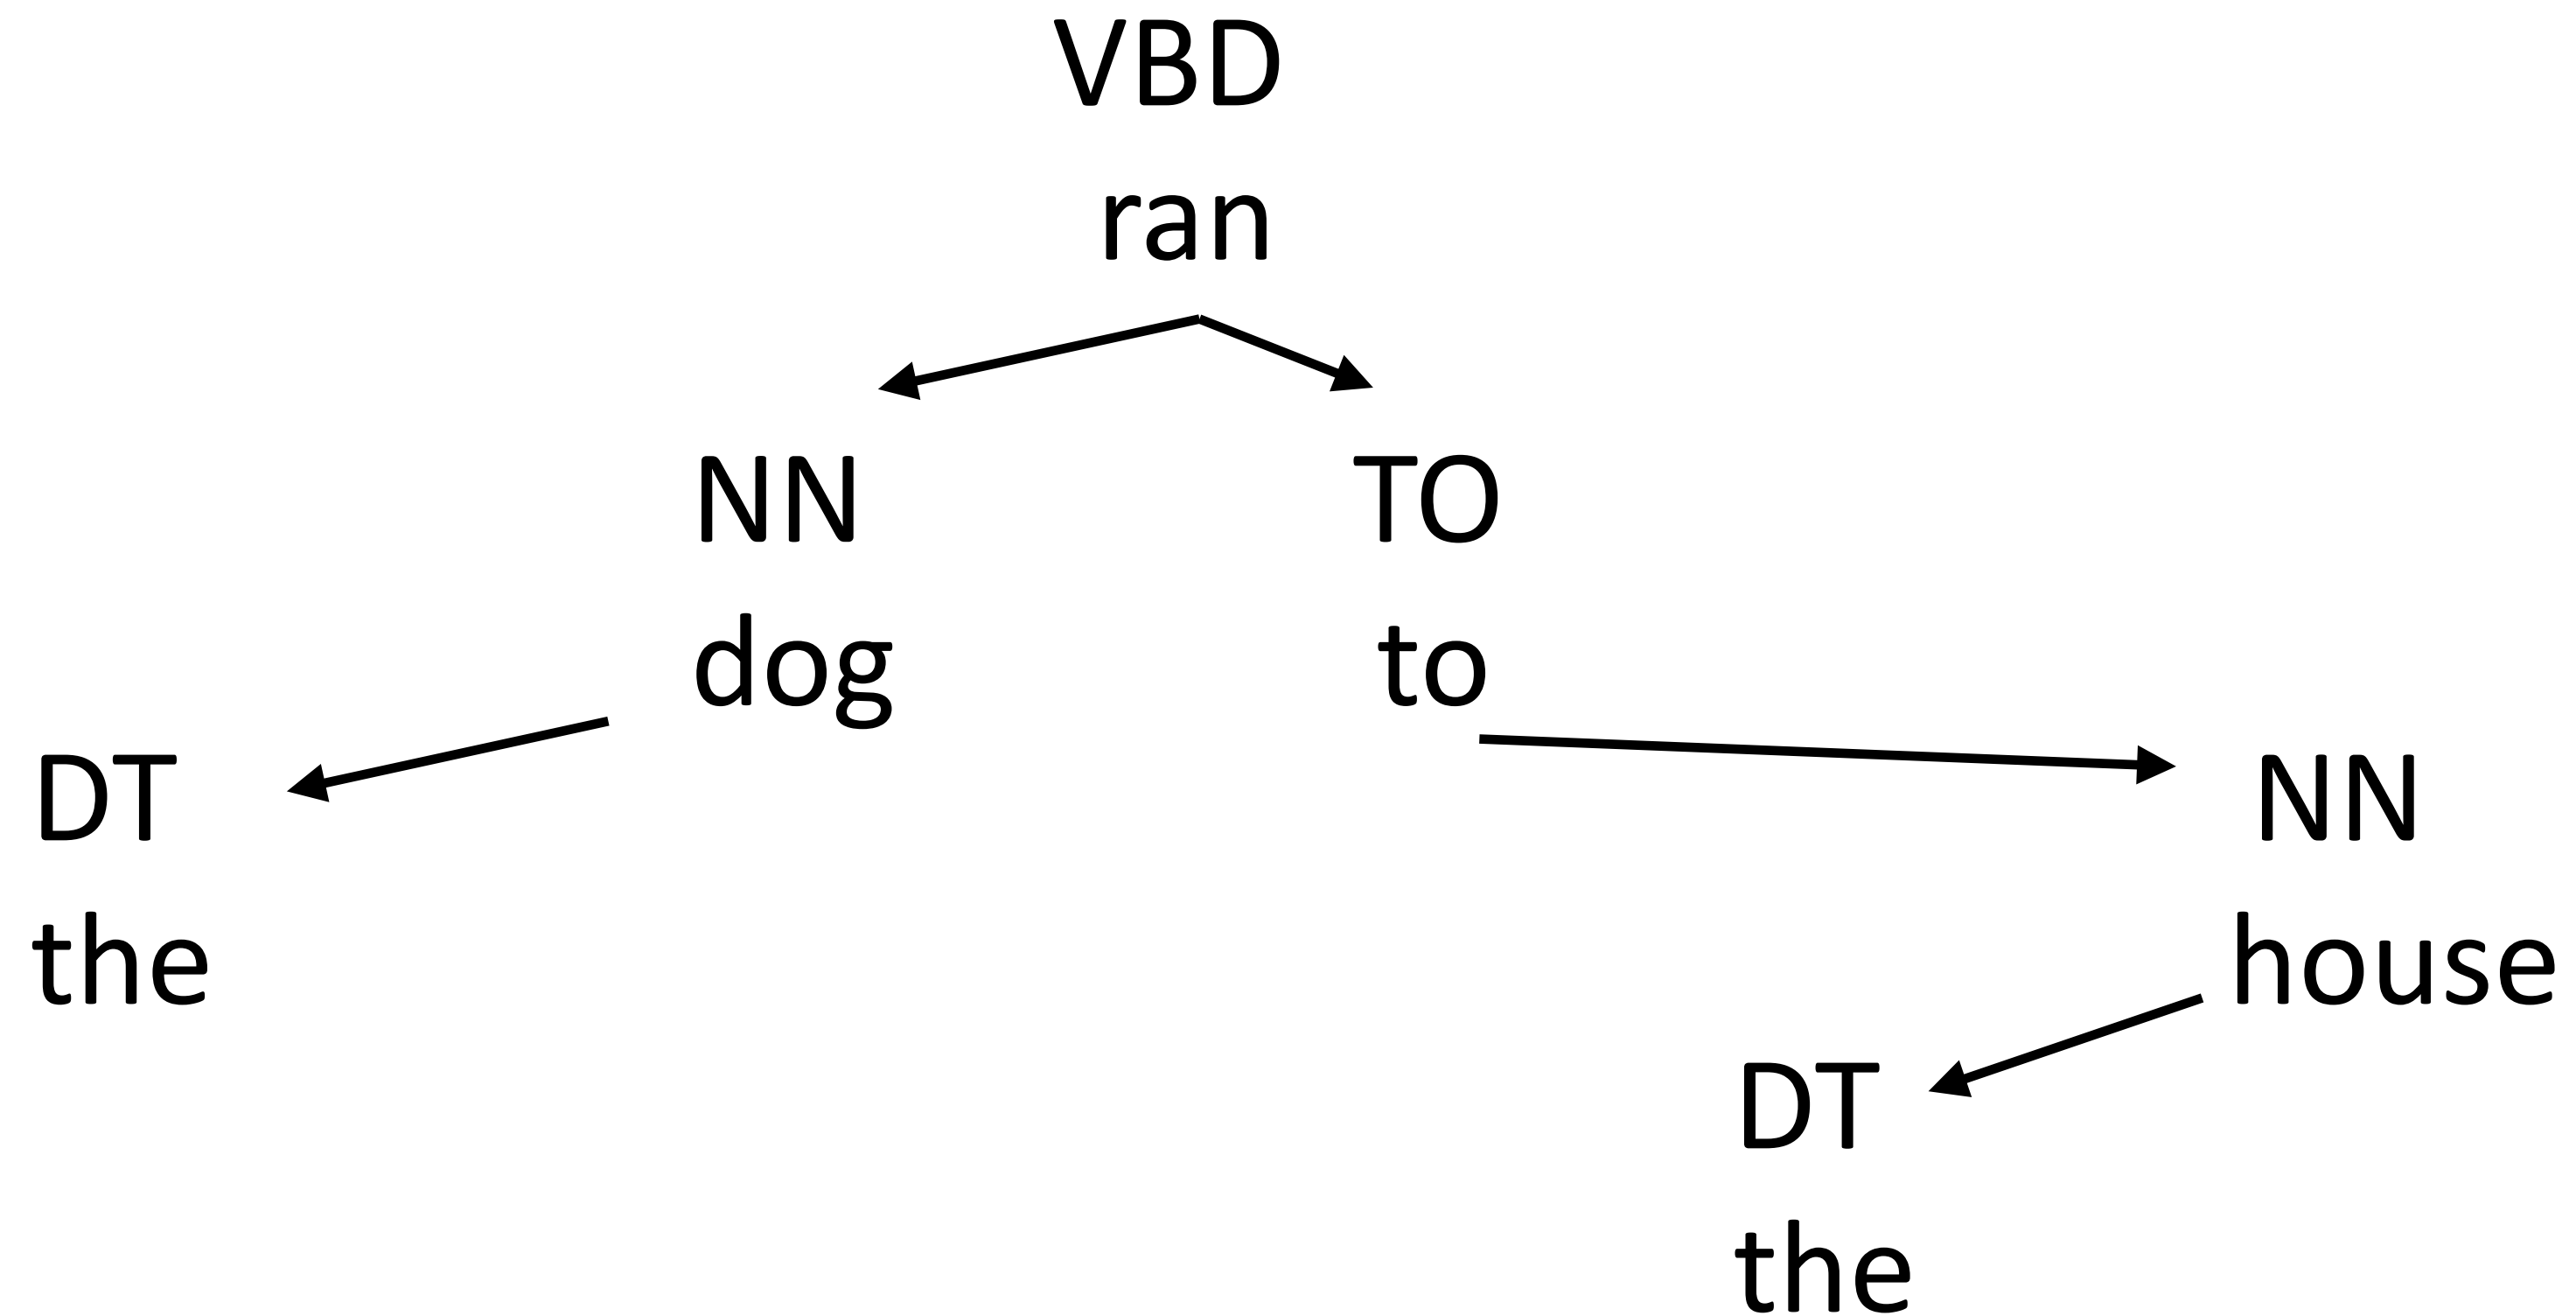 VBD
ran
NN TO
dog to
DT NN
the house
DT
the